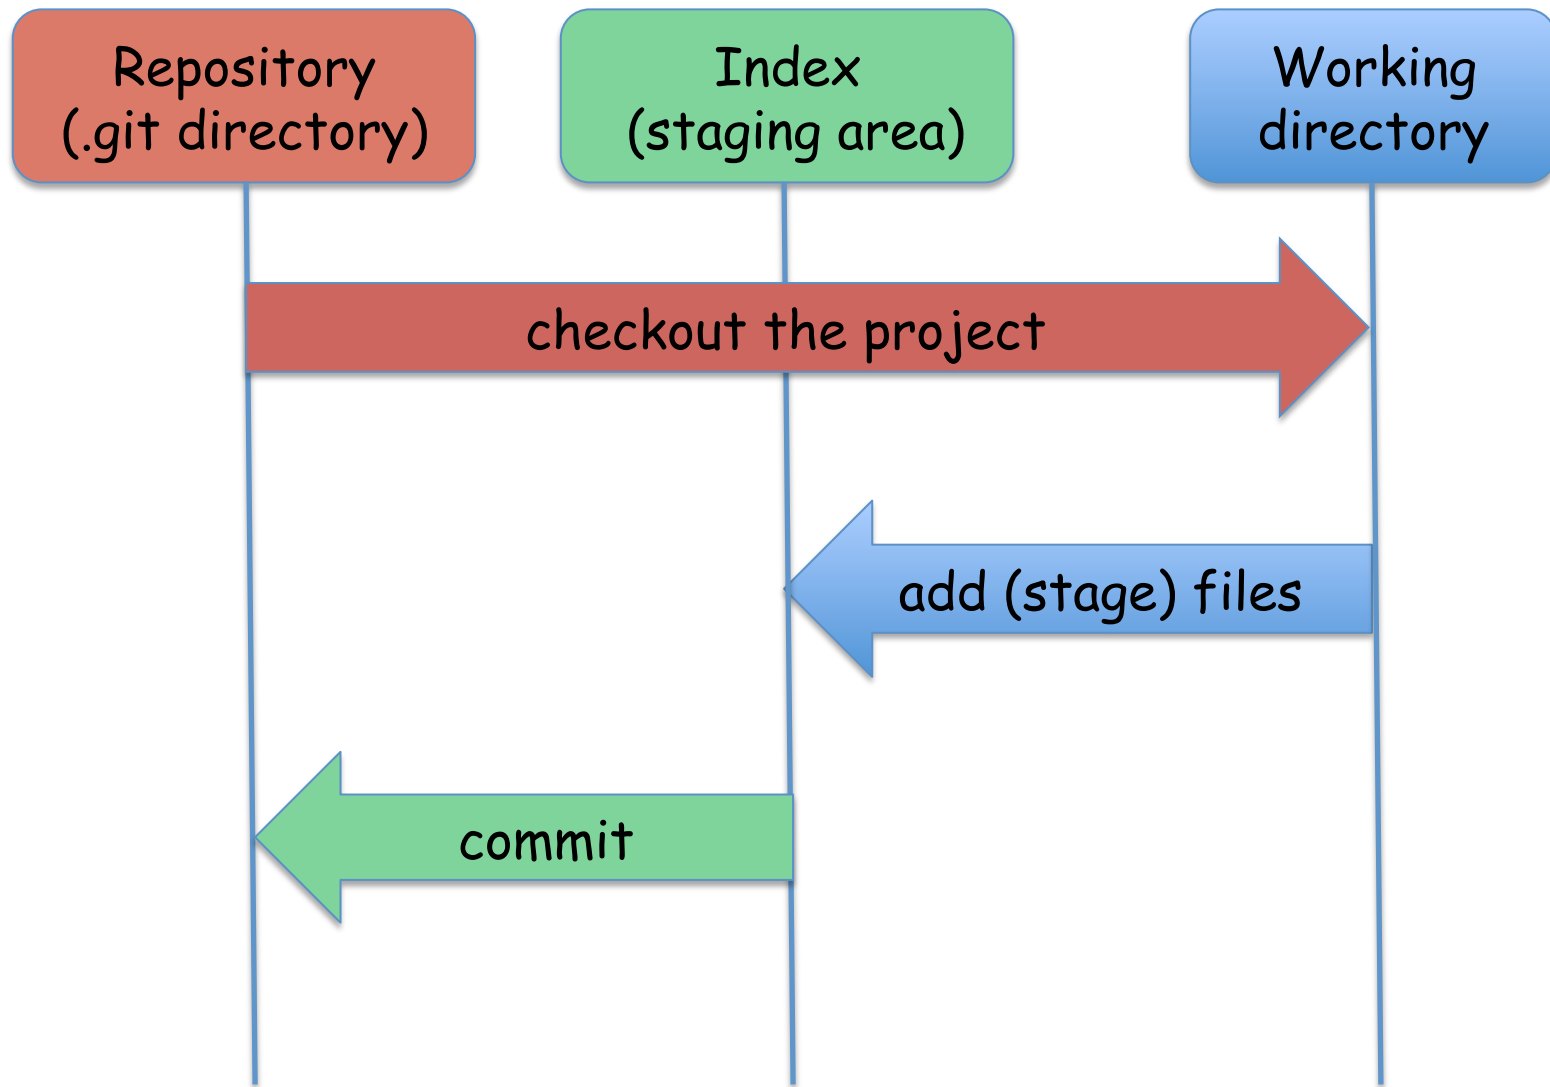 Repository
(.git directory)
Index
(staging area)
Working
directory
checkout the project
add (stage) files
commit